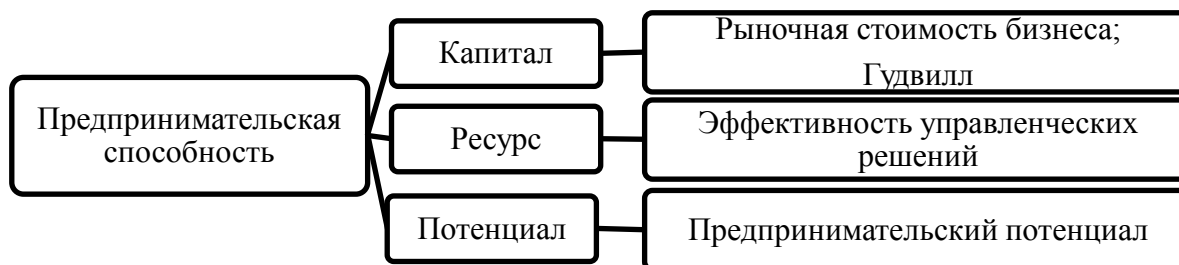 Предпринимательская
способность
Капитал
Рыночная стоимость бизнеса;
Гудвилл
Ресурс
Эффективность управленческих
решений
Потенциал
Предпринимательский потенциал